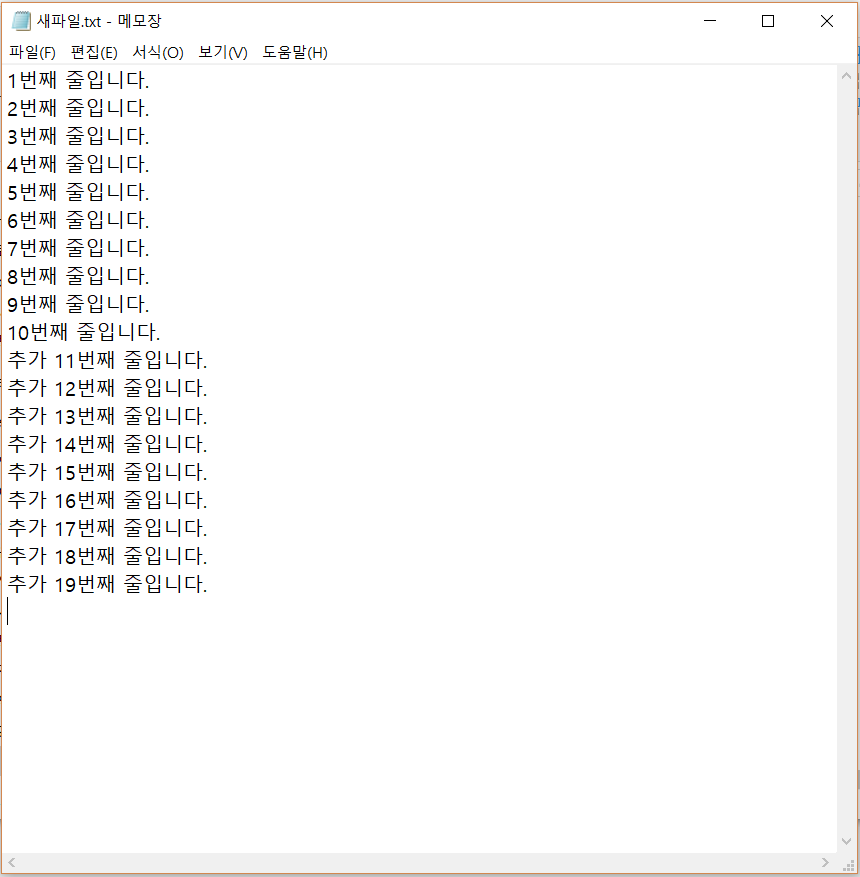 새파일.txt - 메모장
파일(F) 편집(E) 서식(O) 보기(V) 도움말(H)
1번째 줄입니다.
2번째 줄입니다.
3번째 줄입니다.
4번째 줄입니다.
5번째 줄입니다.
6번째 줄입니다.
7번째 줄입니다.
8번째 줄입니다.
9번째 줄입니다.
10번째 줄입니다.
추가 11번째 줄입니다.
추가 12번째 줄입니다.
추가 13번째 줄입니다.
추가 14번째 줄입니다.
추가 15번째 줄입니다.
추가 16번째 줄입니다.
추가 17번째 줄입니다.
추가 18번째 줄입니다.
추가 19번째 줄입니다.